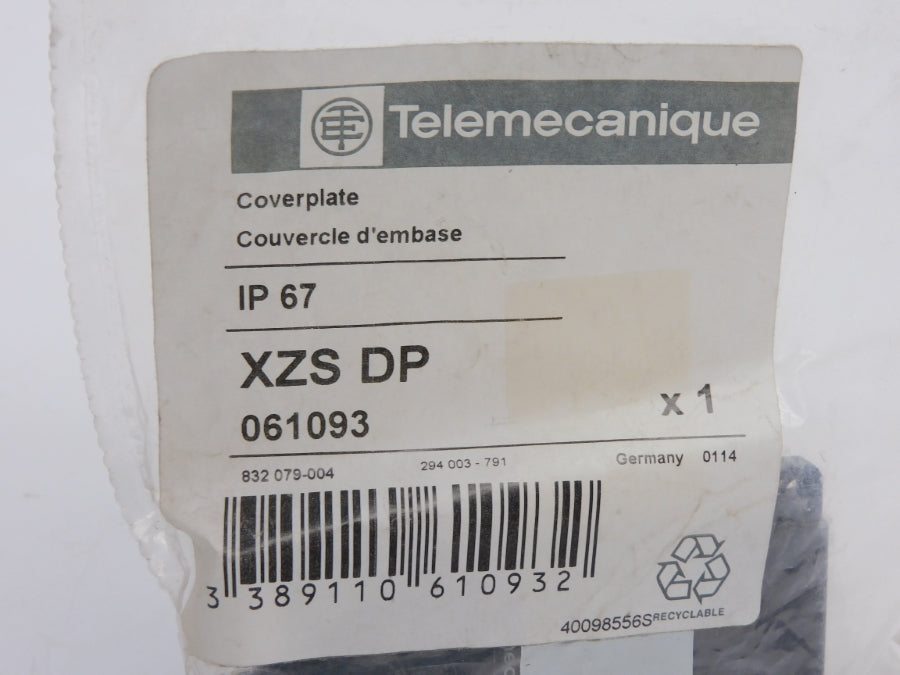 TE Telemecanique
Coverplate
Couvercle d'embase
IP 67
XZS DP
061093
x 1
832 079-004 294 003 - 791 Germany 0114
3 389110 610932
40098556S RECYCLABLE